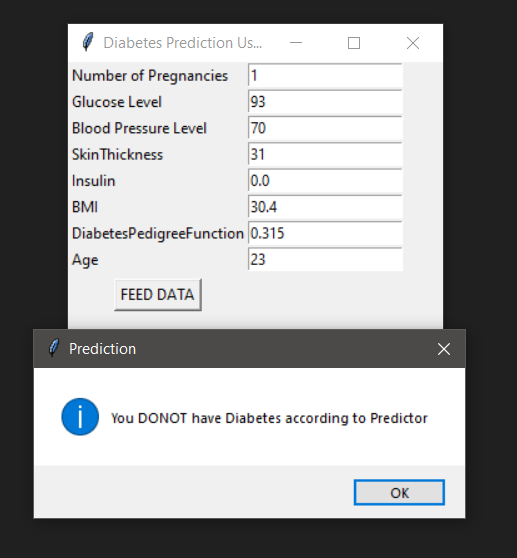 Diabetes Prediction Us...
Number of Pregnancies 1
Glucose Level 93
Blood Pressure Level 70
SkinThickness 31
Insulin 0.0
BMI 30.4
DiabetesPedigreeFunction 0.315
Age 23
FEED DATA
Prediction
You DONOT have Diabetes according to Predictor
OK